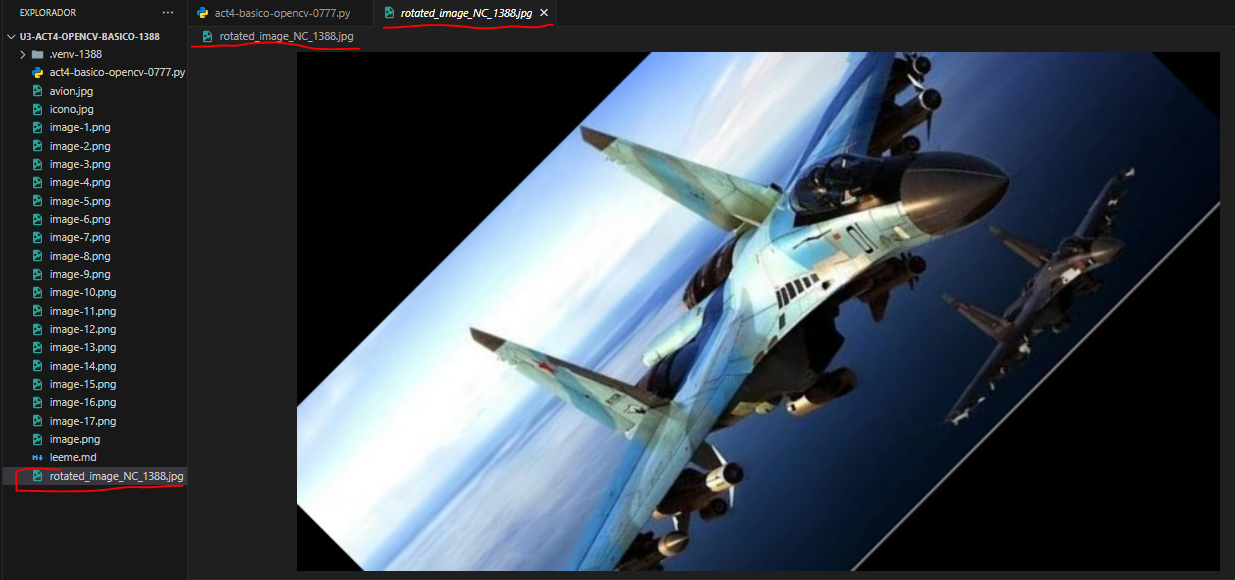 EXPLORADOR ···
U3-ACT4-OPENCV-BASICO-1388
.venv-1388
act4-basico-opencv-0777.py
avion.jpg
icono.jpg
image-1.png
image-2.png
image-3.png
image-4.png
image-5.png
image-6.png
image-7.png
image-8.png
image-9.png
image-10.png
image-11.png
image-12.png
image-13.png
image-14.png
image-15.png
image-16.png
image-17.png
image.png
leeme.md
rotated_image_NC_1388.jpg
act4-basico-opencv-0777.py
rotated_image_NC_1388.jpg
rotated_image_NC_1388.jpg
01